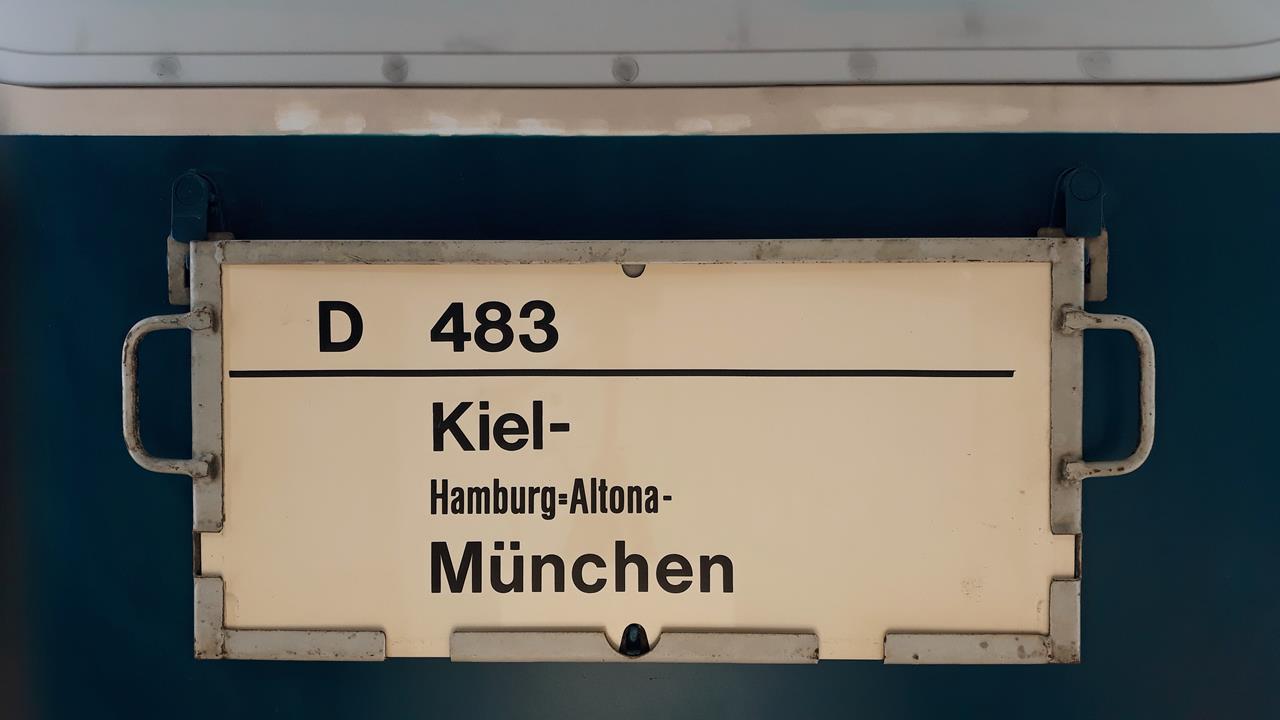 D 483
Kiel-
Hamburg=Altona-
München